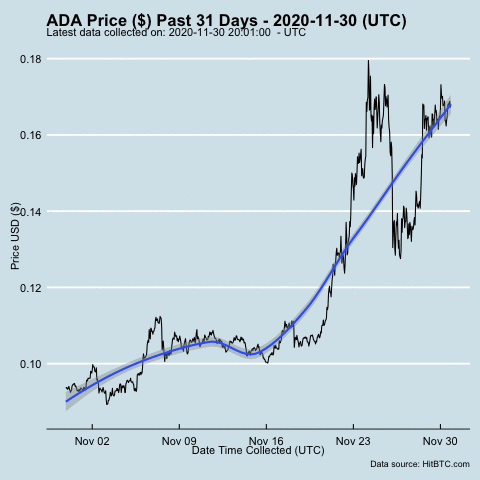 ADA Price ($) Past 31 Days - 2020-11-30 (UTC)
Latest data collected on: 2020-11-30 20:01:00 - UTC
0.18
0.16
0.14
0.12
0.10
Price USD ($)
Nov 02 Nov 09 Nov 16 Nov 23 Nov 30
Date Time Collected (UTC)
Data source: HitBTC.com